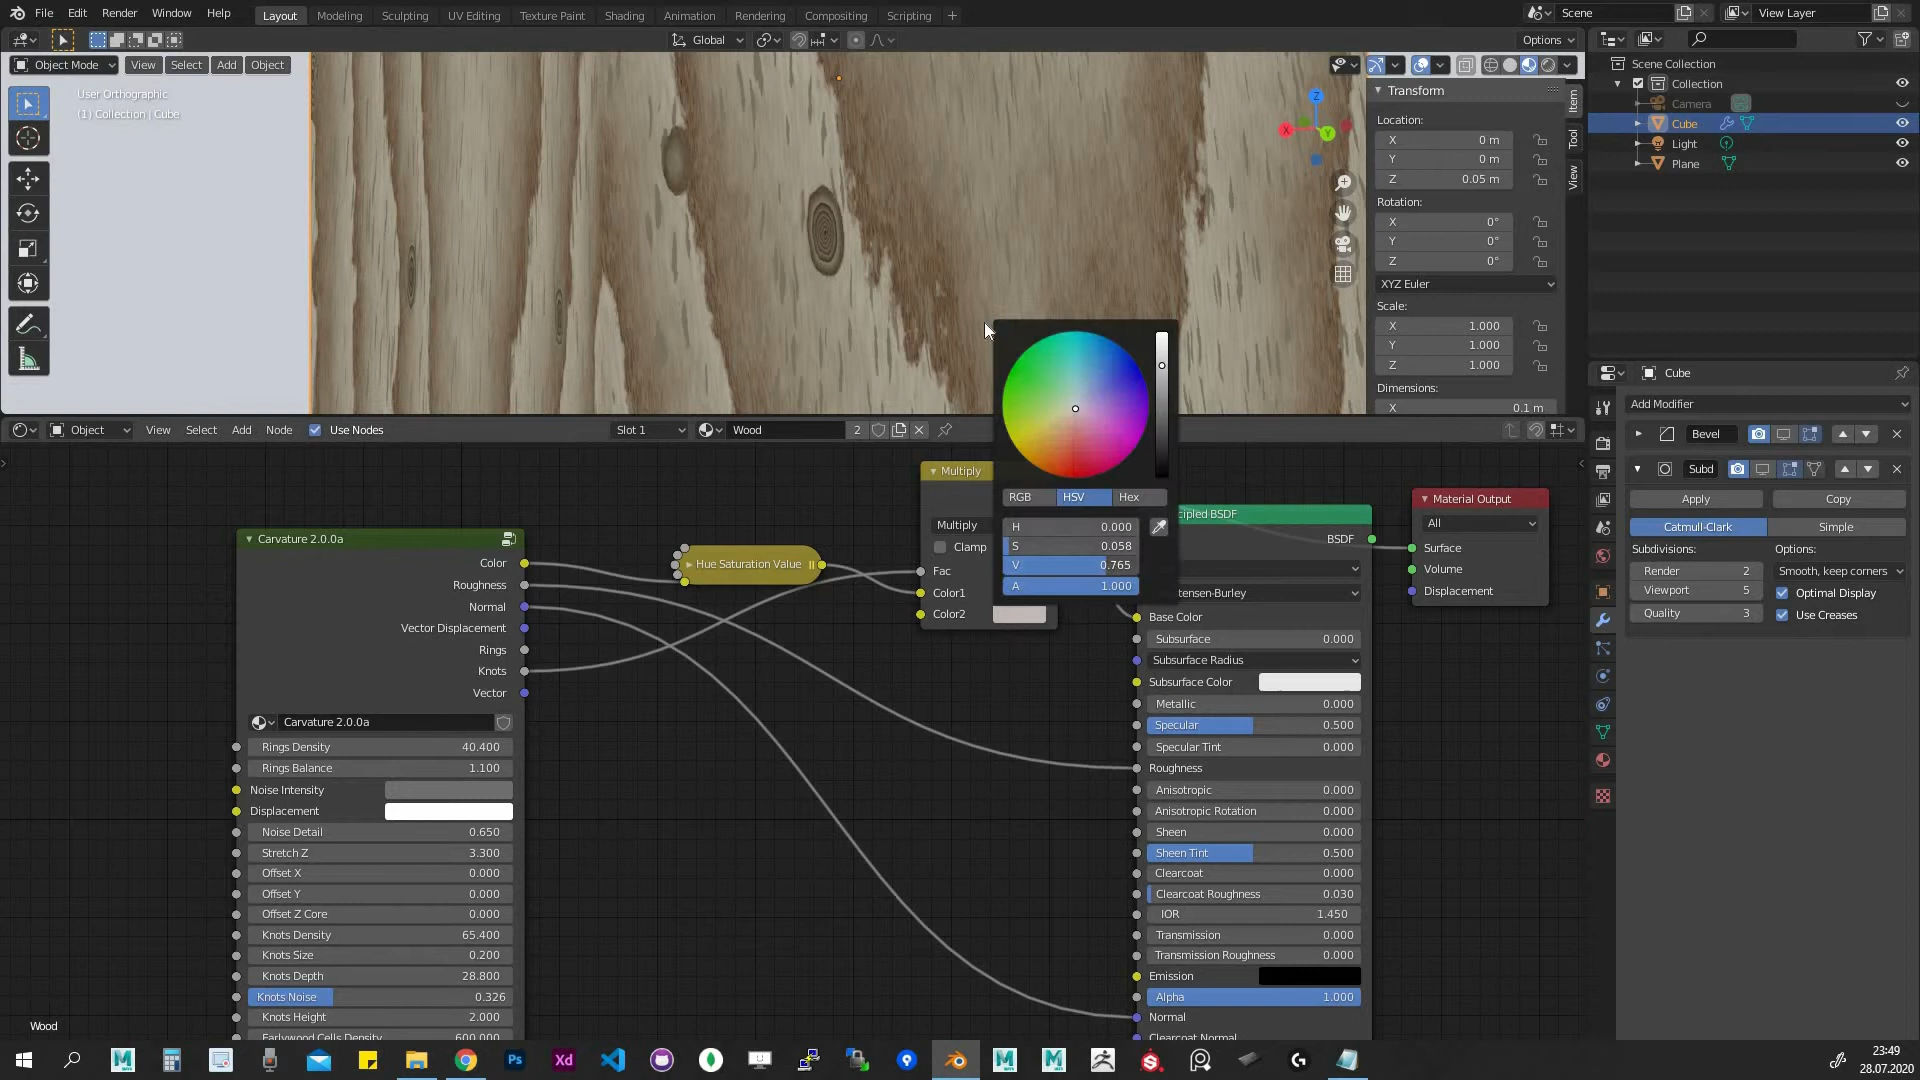 File Edit Render Window Help Layout Modeling Sculpting UV Editing Texture Paint Shading Animation Rendering Compositing Scripting + Scene View Layer
Global Options
Object Mode View Select Add Object
User Orthographic
(1) Collection | Cube
Z
X
Y
Transform
Location:
X 0 m
Y 0 m
Z 0.05 m
Rotation:
X 0°
Y 0°
Z 0°
XYZ Euler
Scale:
X 1.000
Y 1.000
Z 1.000
Dimensions:
X 0.1 m
Item
Tool
View
Scene Collection
Collection
Camera
Cube
Light
Plane
Cube
Add Modifier
Bevel
Subd
Apply Copy
Catmull-Clark Simple
Subdivisions: Options:
Render 2 Smooth, keep corners
Viewport 5 Optimal Display
Quality 3 Use Creases
Object View Select Add Node Use Nodes Slot 1 Wood 2
Carvature 2.0.0a
Color
Roughness
Normal
Vector Displacement
Rings
Knots
Vector
Carvature 2.0.0a
Rings Density 40.400
Rings Balance 1.100
Noise Intensity
Displacement
Noise Detail 0.650
Stretch Z 3.300
Offset X 0.000
Offset Y 0.000
Offset Z Core 0.000
Knots Density 65.400
Knots Size 0.200
Knots Depth 28.800
Knots Noise 0.326
Knots Height 2.000
Earlywood Cells Density 600.000
Hue Saturation Value
Multiply
Multiply
Clamp
Fac
Color1
Color2
RGB HSV Hex
H 0.000
S 0.058
V 0.765
A 1.000
cipled BSDF
BSDF
tensen-Burley
Base Color
Subsurface 0.000
Subsurface Radius
Subsurface Color
Metallic 0.000
Specular 0.500
Specular Tint 0.000
Roughness
Anisotropic 0.000
Anisotropic Rotation 0.000
Sheen 0.000
Sheen Tint 0.500
Clearcoat 0.000
Clearcoat Roughness 0.030
IOR 1.450
Transmission 0.000
Transmission Roughness 0.000
Emission
Alpha 1.000
Normal
Clearcoat Normal
Material Output
All
Surface
Volume
Displacement
Wood
Ps
Xd
23:49
28.07.2020